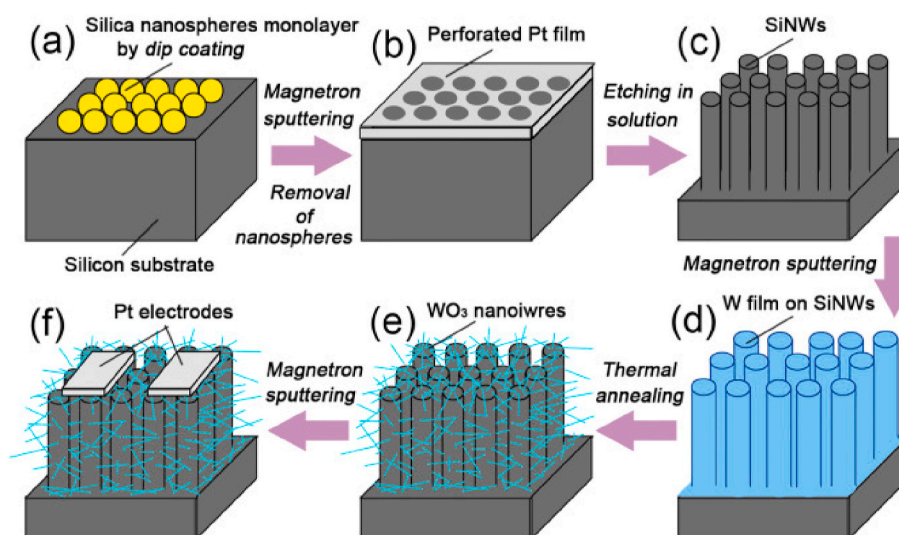 (a)
Silica nanospheres monolayer
by dip coating
Silicon substrate
Magnetron
sputtering
Removal
of
nanospheres
(b)
Perforated Pt film
Etching in
solution
(c)
SiNWs
Magnetron sputtering
(d)
W film on SiNWs
Thermal
annealing
(e)
WO₃ nanoiwres
Magnetron
sputtering
(f)
Pt electrodes